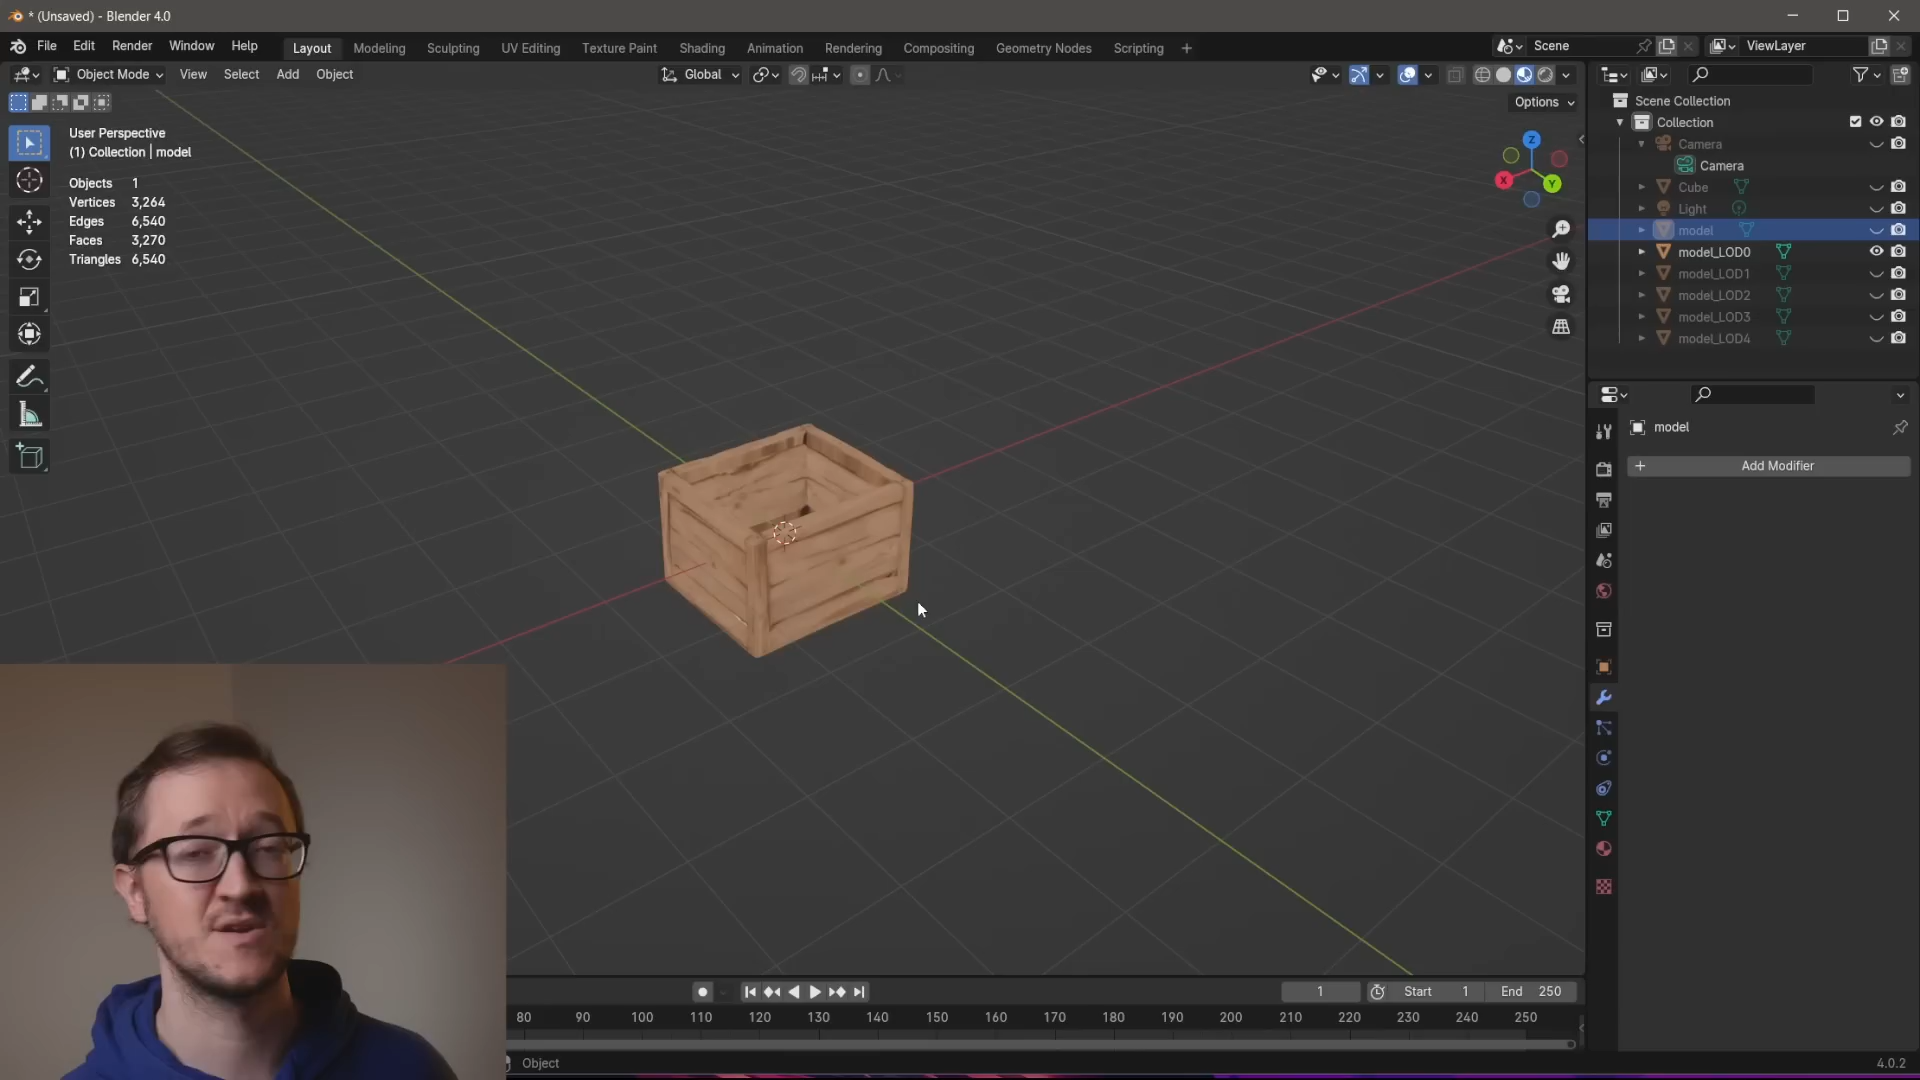 * (Unsaved) - Blender 4.0
File Edit Render Window Help Layout Modeling Sculpting UV Editing Texture Paint Shading Animation Rendering Compositing Geometry Nodes Scripting + Scene ViewLayer
Object Mode View Select Add Object Global
Options
User Perspective
(1) Collection | model
Objects 1
Vertices 3,264
Edges 6,540
Faces 3,270
Triangles 6,540
Z
X
Y
Scene Collection
Collection
Camera
Camera
Cube
Light
model
model_LOD0
model_LOD1
model_LOD2
model_LOD3
model_LOD4
model
+ Add Modifier
1 Start 1 End 250
80 90 100 110 120 130 140 150 160 170 180 190 200 210 220 230 240 250
Object
4.0.2